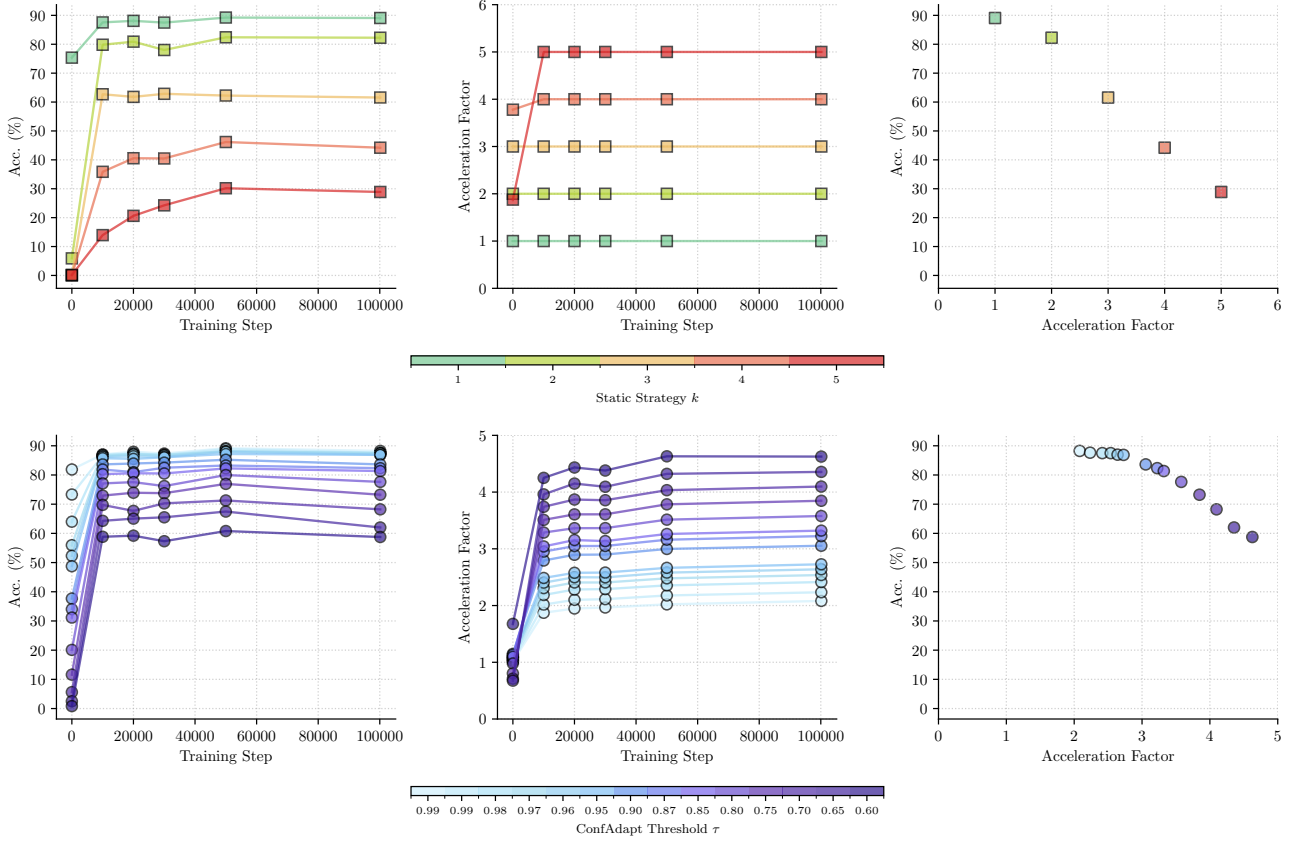 Acc. (%)
90
80
70
60
50
40
30
20
10
0
0 20000 40000 60000 80000 100000
Training Step
Acceleration Factor
6
5
4
3
2
1
0
0 20000 40000 60000 80000 100000
Training Step
Acc. (%)
90
80
70
60
50
40
30
20
10
0
0 1 2 3 4 5 6
Acceleration Factor
1 2 3 4 5
Static Strategy k
Acc. (%)
90
80
70
60
50
40
30
20
10
0
0 20000 40000 60000 80000 100000
Training Step
Acceleration Factor
5
4
3
2
1
0
0 20000 40000 60000 80000 100000
Training Step
Acc. (%)
90
80
70
60
50
40
30
20
10
0
0 1 2 3 4 5
Acceleration Factor
0.99 0.99 0.98 0.97 0.96 0.95 0.90 0.87 0.85 0.80 0.75 0.70 0.65 0.60
ConfAdapt Threshold τ